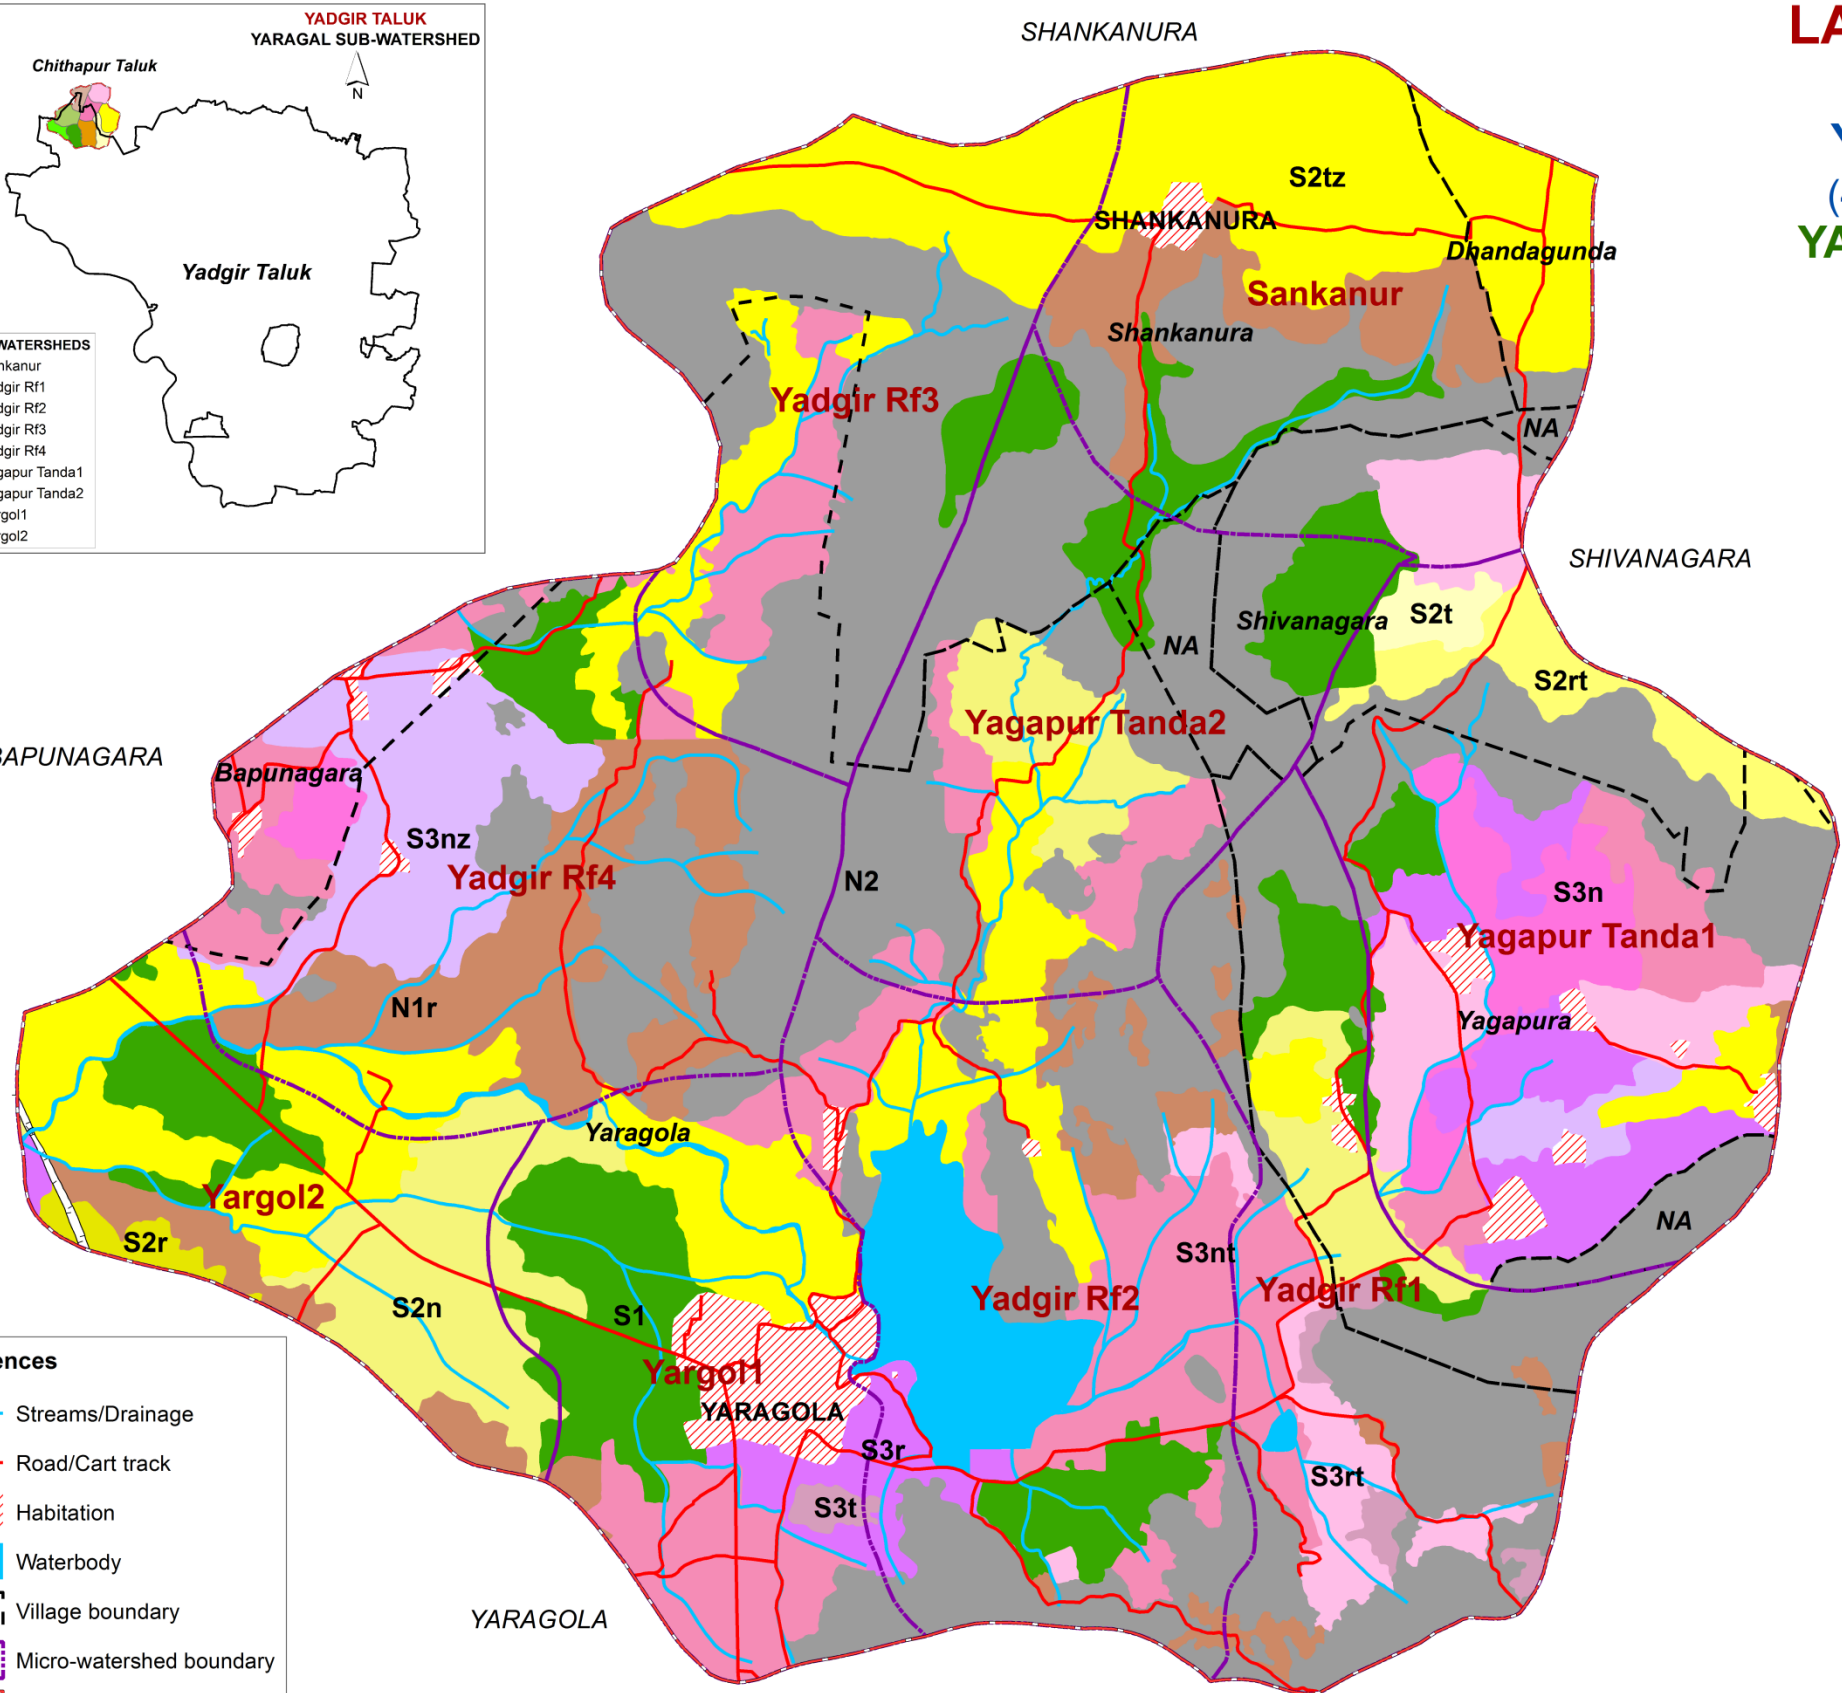 YADGIR TALUK
YARAGAL SUB-WATERSHED
Chithapur Taluk
N
Yadgir Taluk
WATERSHEDS
nkanur
dgir Rf1
dgir Rf2
dgir Rf3
dgir Rf4
gapur Tanda1
gapur Tanda2
rgol1
rgol2
SHANKANURA
LA
Y
(
YA
S2tz
SHANKANURA
Dhandagunda
Sankanur
Shankanura
Yadgir Rf3
NA
SHIVANAGARA
Shivanagara
S2t
NA
S2rt
Yagapur Tanda2
BAPUNAGARA
Bapunagara
S3nz
Yadgir Rf4
N2
S3n
Yagapur Tanda1
N1r
Yagapura
Yaragola
Yargol2
S2r
NA
S3nt
Yadgir Rf2
Yadgir Rf1
S2n
S1
Yargol1
YARAGOLA
S3r
S3rt
S3t
YARAGOLA
ences
Streams/Drainage
Road/Cart track
Habitation
Waterbody
Village boundary
Micro-watershed boundary